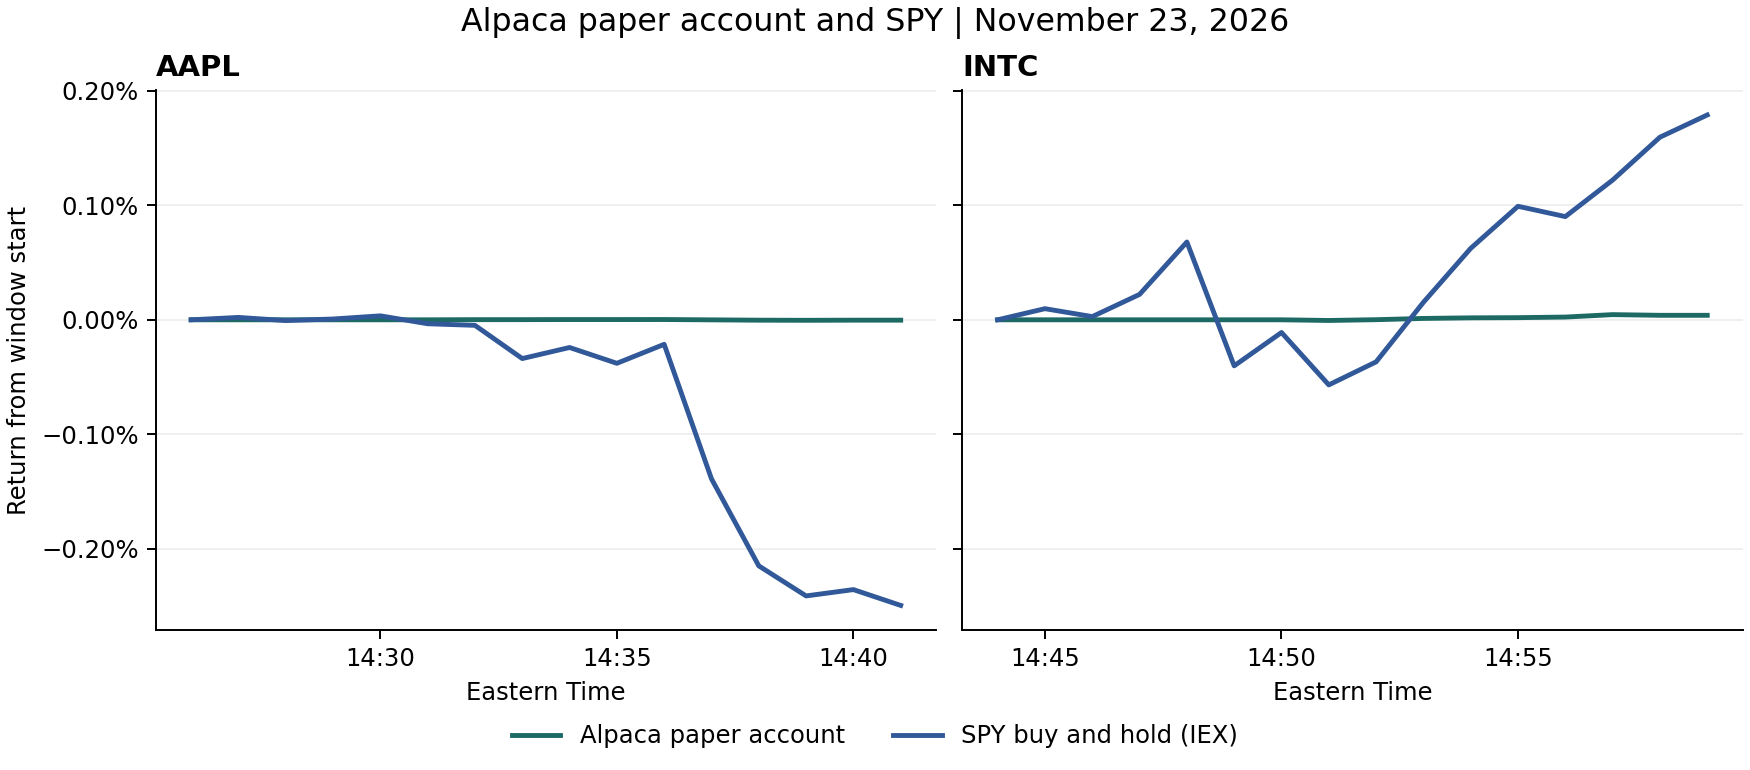 Alpaca paper account and SPY | November 23, 2026
AAPL
INTC
Return from window start
0.20%
0.10%
0.00%
−0.10%
−0.20%
14:30
14:35
14:40
14:45
14:50
14:55
Eastern Time
Eastern Time
Alpaca paper account
SPY buy and hold (IEX)